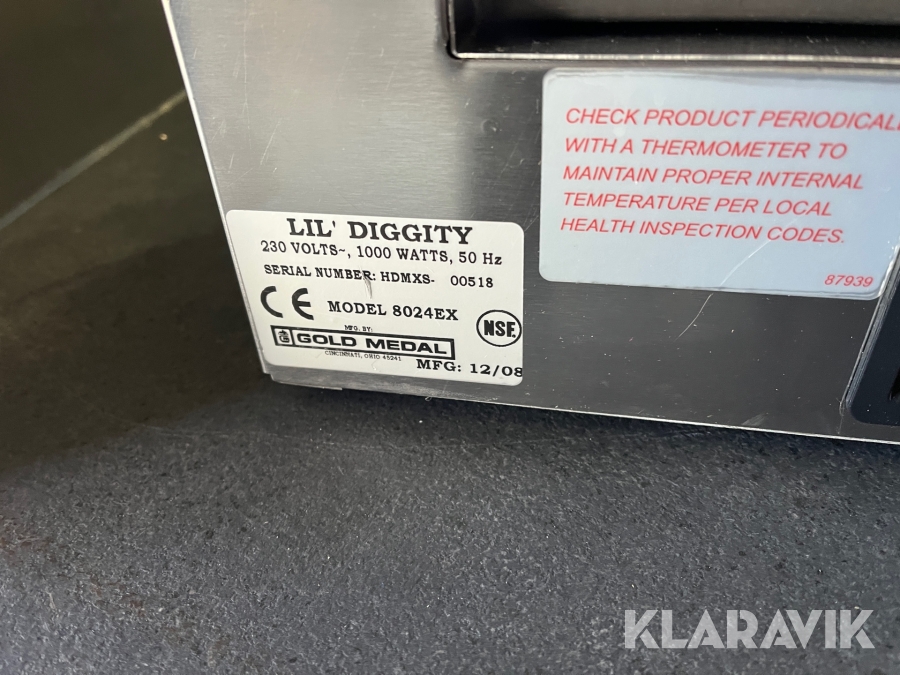 LIL' DIGGITY
230 VOLTS~, 1000 WATTS, 50 Hz
SERIAL NUMBER: HDMXS- 00518
CE MODEL 8024EX
NSF
MFG. BY:
GOLD MEDAL
CINCINNATI, OHIO 45241
MFG: 12/08
CHECK PRODUCT PERIODICALL
WITH A THERMOMETER TO
MAINTAIN PROPER INTERNAL
TEMPERATURE PER LOCAL
HEALTH INSPECTION CODES.
87939
KLARAVIK